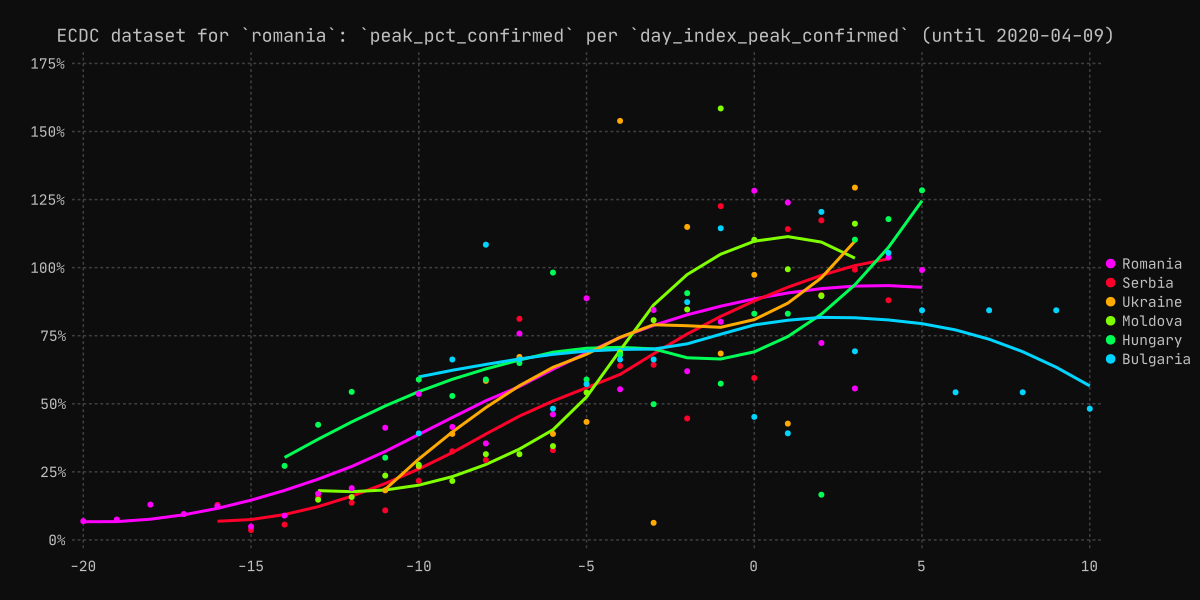 ECDC dataset for `romania`: `peak_pct_confirmed` per `day_index_peak_confirmed` (until 2020-04-09)
175%
150%
125%
100%
75%
50%
25%
0%
-20 -15 -10 -5 0 5 10
Romania
Serbia
Ukraine
Moldova
Hungary
Bulgaria